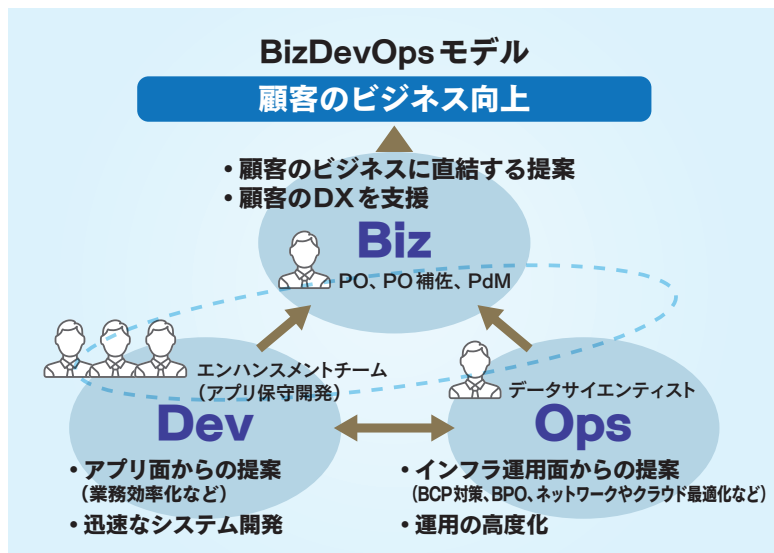 BizDevOpsモデル
顧客のビジネス向上
・顧客のビジネスに直結する提案
・顧客のDXを支援
Biz
PO、PO補佐、PdM
エンハンスメントチーム
（アプリ保守開発）
Dev
・アプリ面からの提案
（業務効率化など）
・迅速なシステム開発
データサイエンティスト
Ops
・インフラ運用面からの提案
（BCP対策、BPO、ネットワークやクラウド最適化など）
・運用の高度化